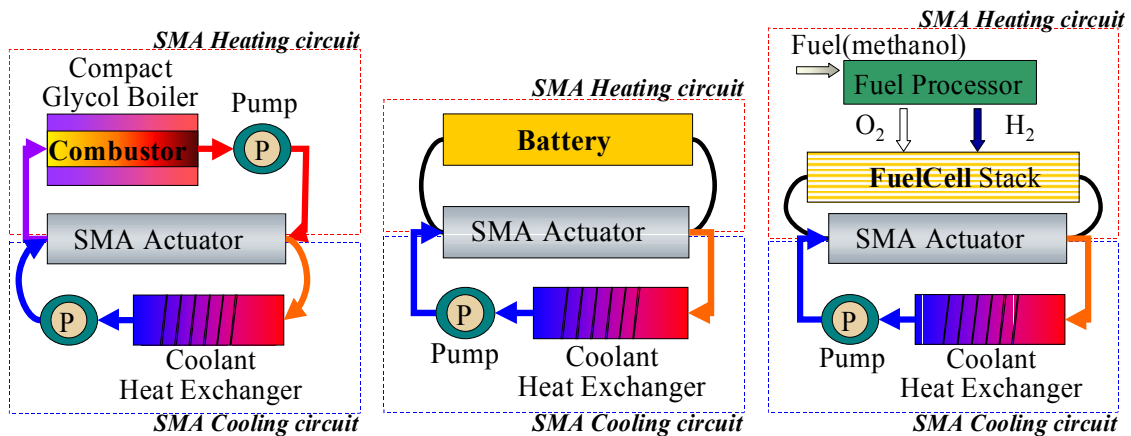 SMA Heating circuit
Compact
Glycol Boiler
Pump
Combustor
P
SMA Actuator
P
Coolant
Heat Exchanger
SMA Cooling circuit
SMA Heating circuit
Battery
SMA Actuator
P
Pump
Coolant
Heat Exchanger
SMA Cooling circuit
SMA Heating circuit
Fuel(methanol)
Fuel Processor
O2
H2
FuelCell Stack
SMA Actuator
P
Pump
Coolant
Heat Exchanger
SMA Cooling circuit